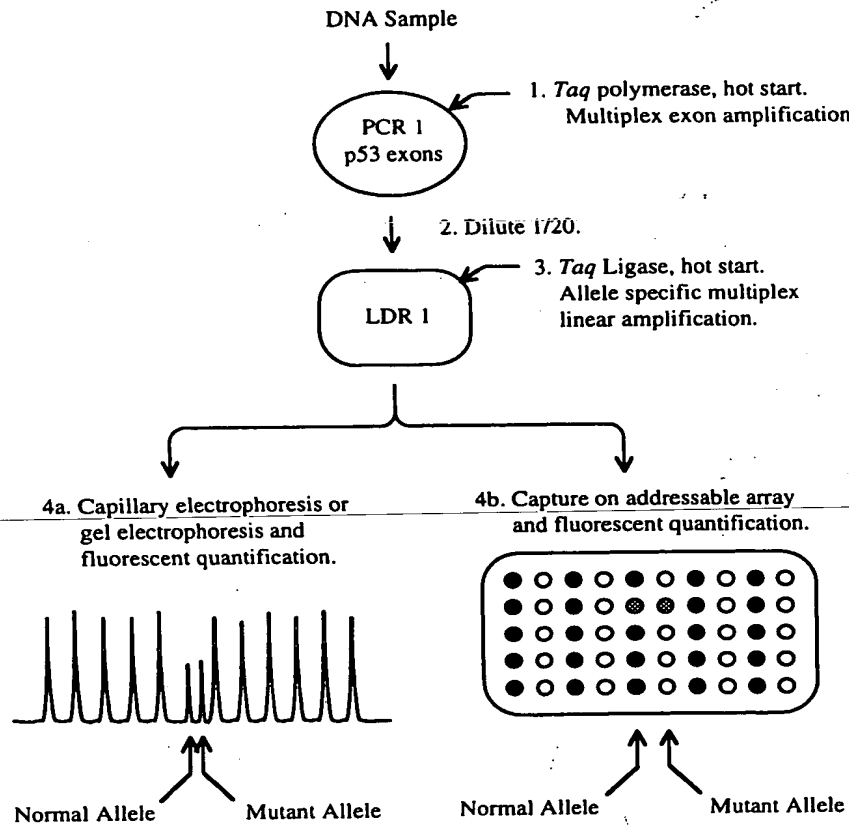 DNA Sample
1. Taq polymerase, hot start.
Multiplex exon amplification
PCR 1
p53 exons
2. Dilute 1/20.
3. Taq Ligase, hot start.
Allele specific multiplex
linear amplification.
LDR 1
4a. Capillary electrophoresis or
gel electrophoresis and
fluorescent quantification.
4b. Capture on addressable array
and fluorescent quantification.
Normal Allele
Mutant Allele
Normal Allele
Mutant Allele